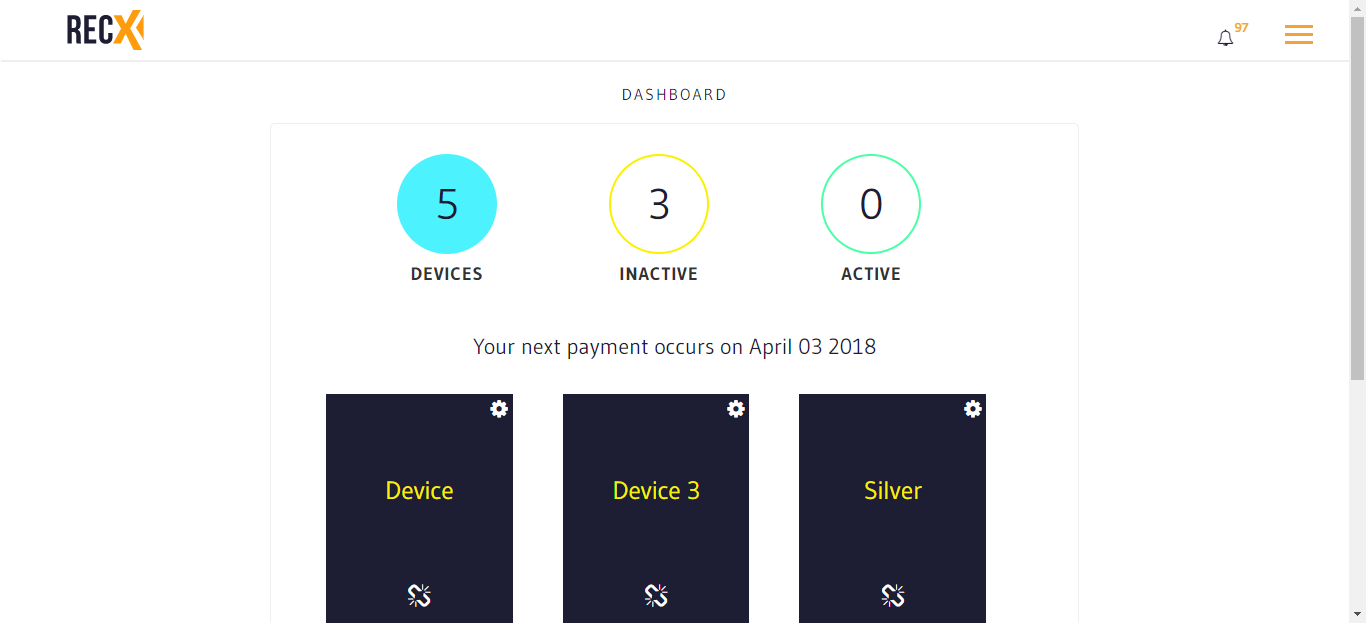 RECX
97
DASHBOARD
5
3
0
DEVICES
INACTIVE
ACTIVE
Your next payment occurs on April 03 2018
Device
Device 3
Silver